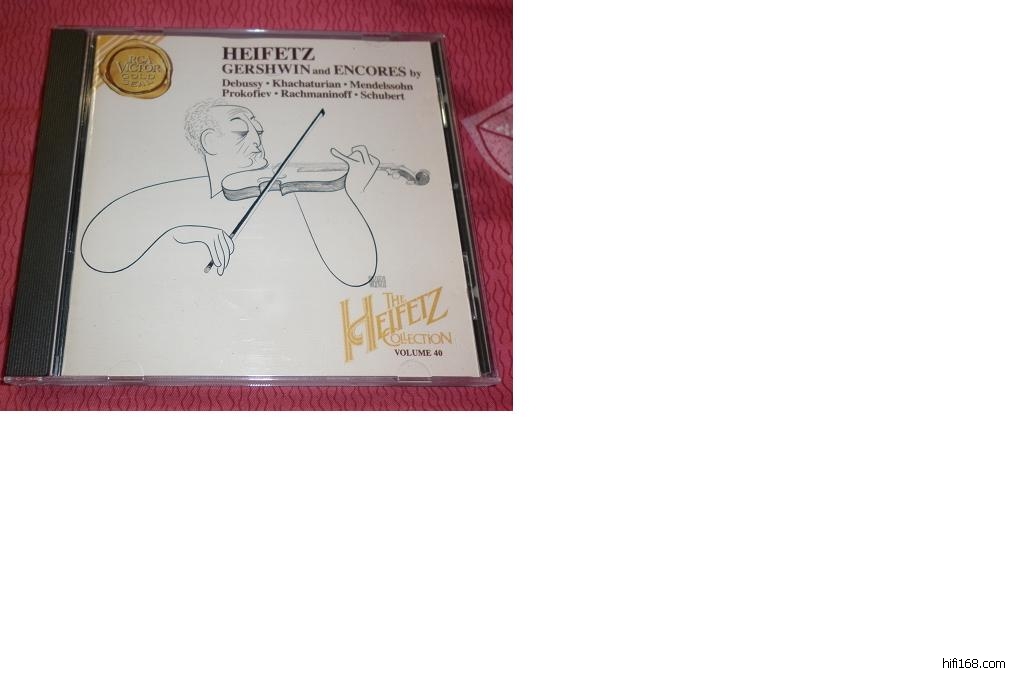 RCA
VICTOR
GOLD
SEAL
HEIFETZ
GERSHWIN and ENCORES by
Debussy • Khachaturian • Mendelssohn
Prokofiev • Rachmaninoff • Schubert
THE
HEIFETZ
COLLECTION
VOLUME 40
hifi168.com